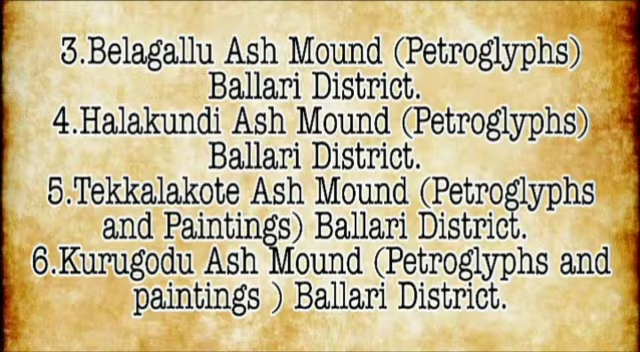 3.Belagallu Ash Mound (Petroglyphs)
Ballari District.
4.Halakundi Ash Mound (Petroglyphs)
Ballari District.
5.Tekkalakote Ash Mound (Petroglyphs
and Paintings) Ballari District.
6.Kurugodu Ash Mound (Petroglyphs and
paintings ) Ballari District.